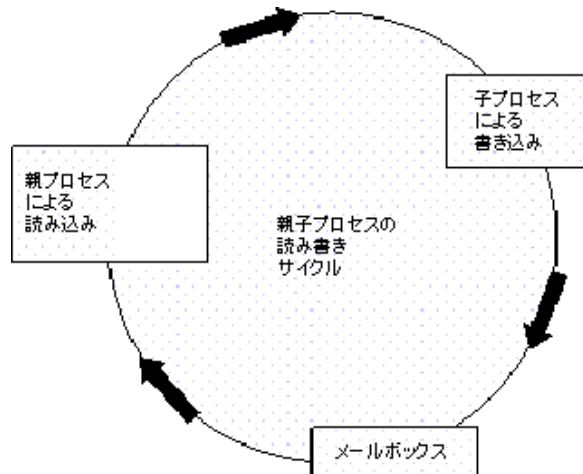 子プロセス
による
書き込み
親プロセス
による
読み込み
親子プロセスの
読み書き
サイクル
メールボックス